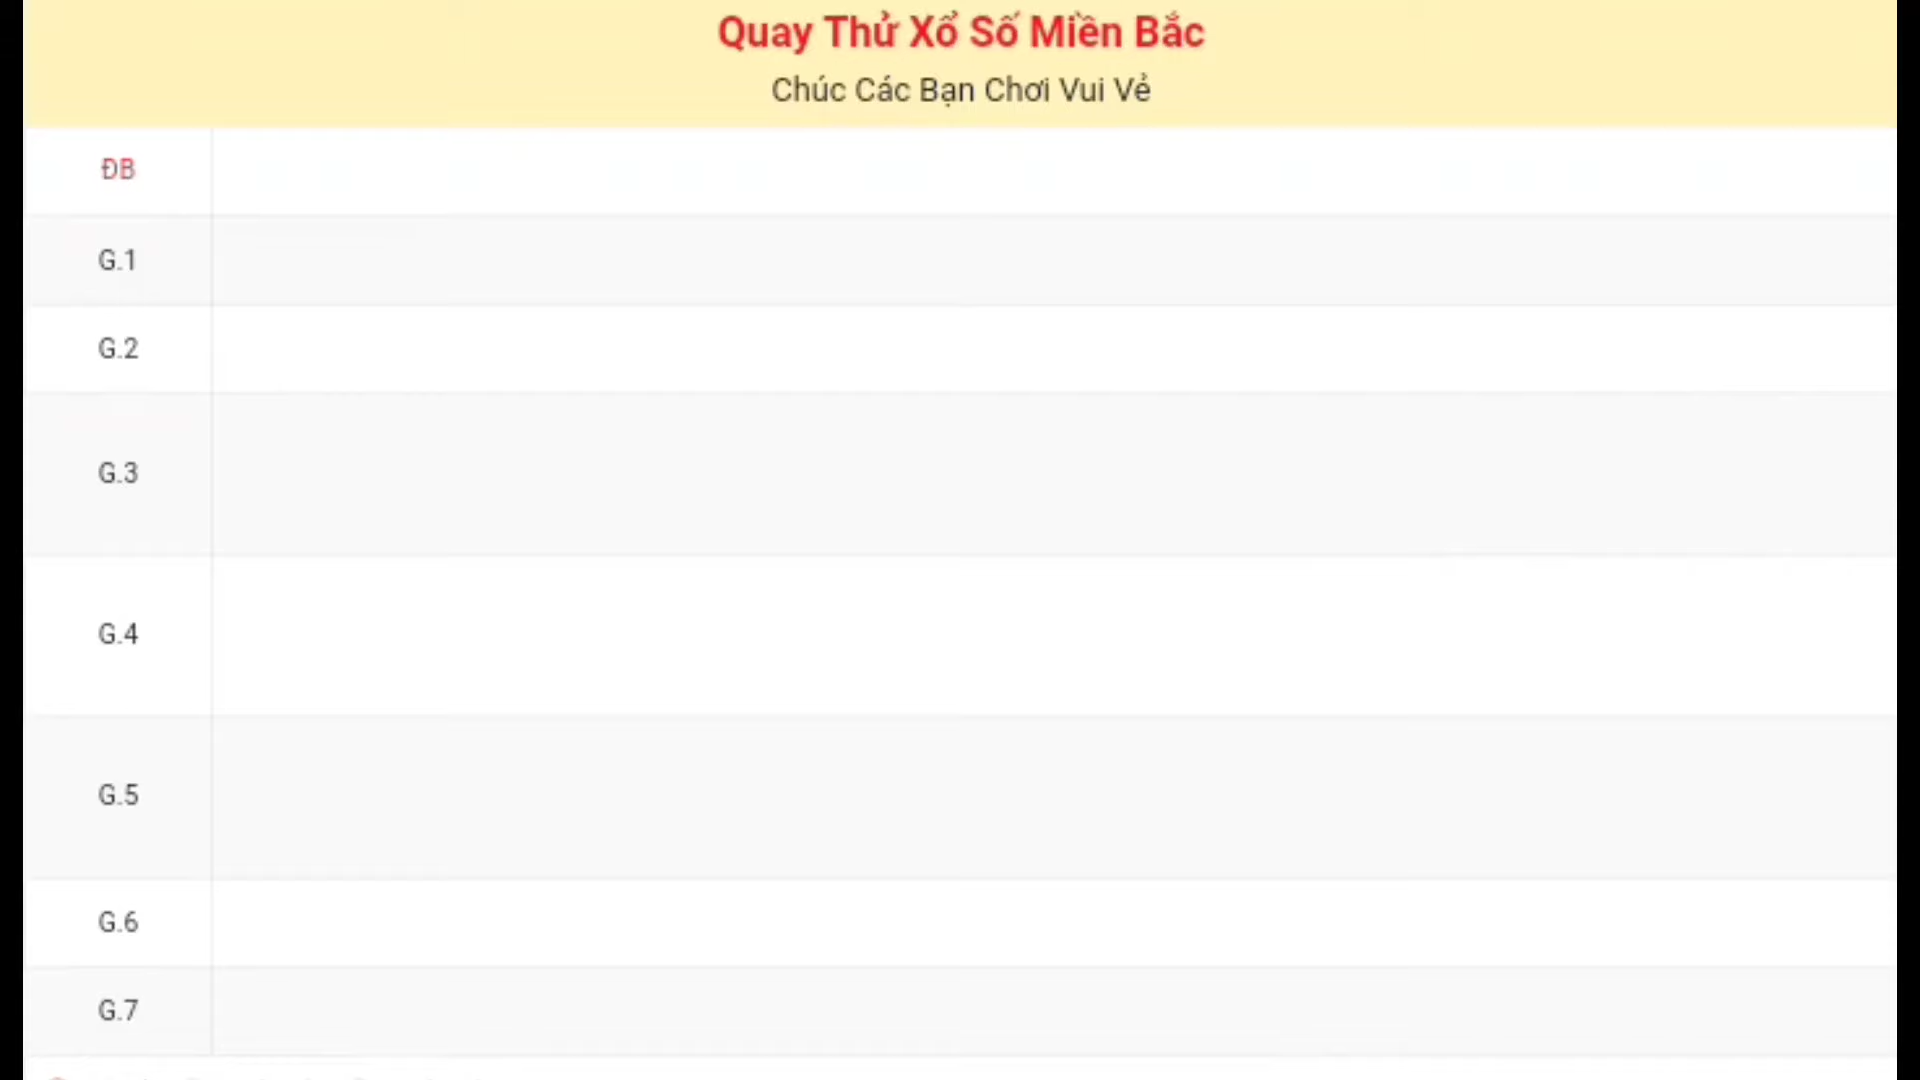 Quay Thử Xổ Số Miền Bắc
Chúc Các Bạn Chơi Vui Vẻ
ĐB
G.1
G.2
G.3
G.4
G.5
G.6
G.7